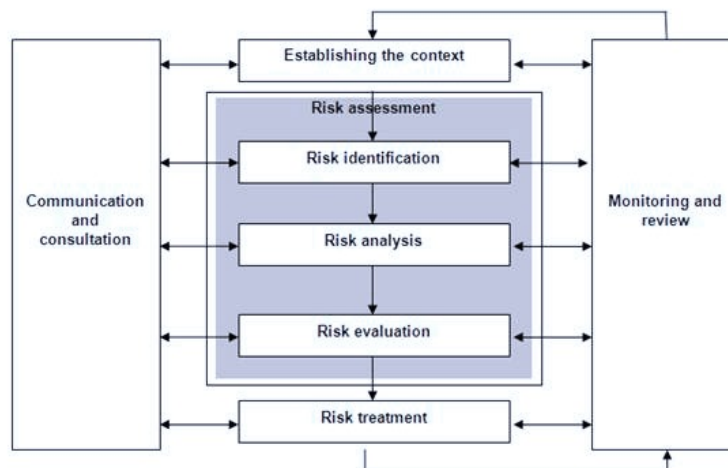 Establishing the context
Risk assessment
Risk identification
Communication
and
consultation
Monitoring and
review
Risk analysis
Risk evaluation
Risk treatment